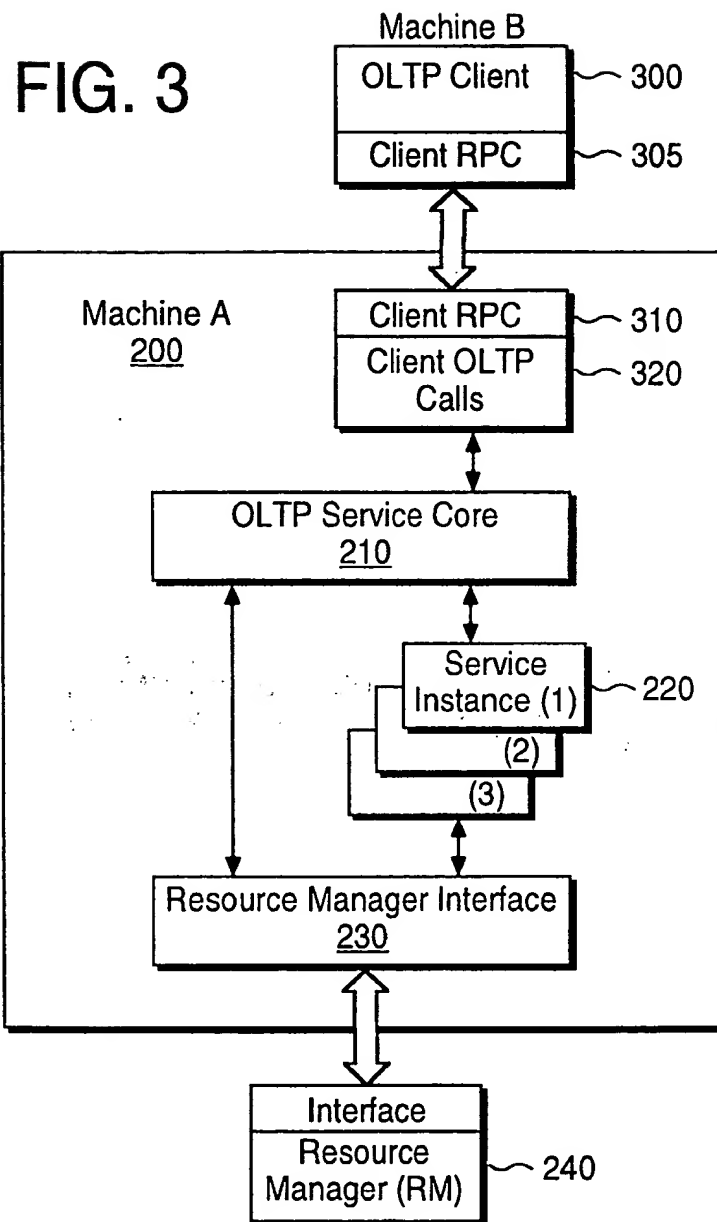 FIG. 3
Machine B
OLTP Client
300
Client RPC
305
Machine A
200
Client RPC
310
Client OLTP
Calls
320
OLTP Service Core
210
Service
Instance (1)
220
(2)
(3)
Resource Manager Interface
230
Interface
Resource
Manager (RM)
240